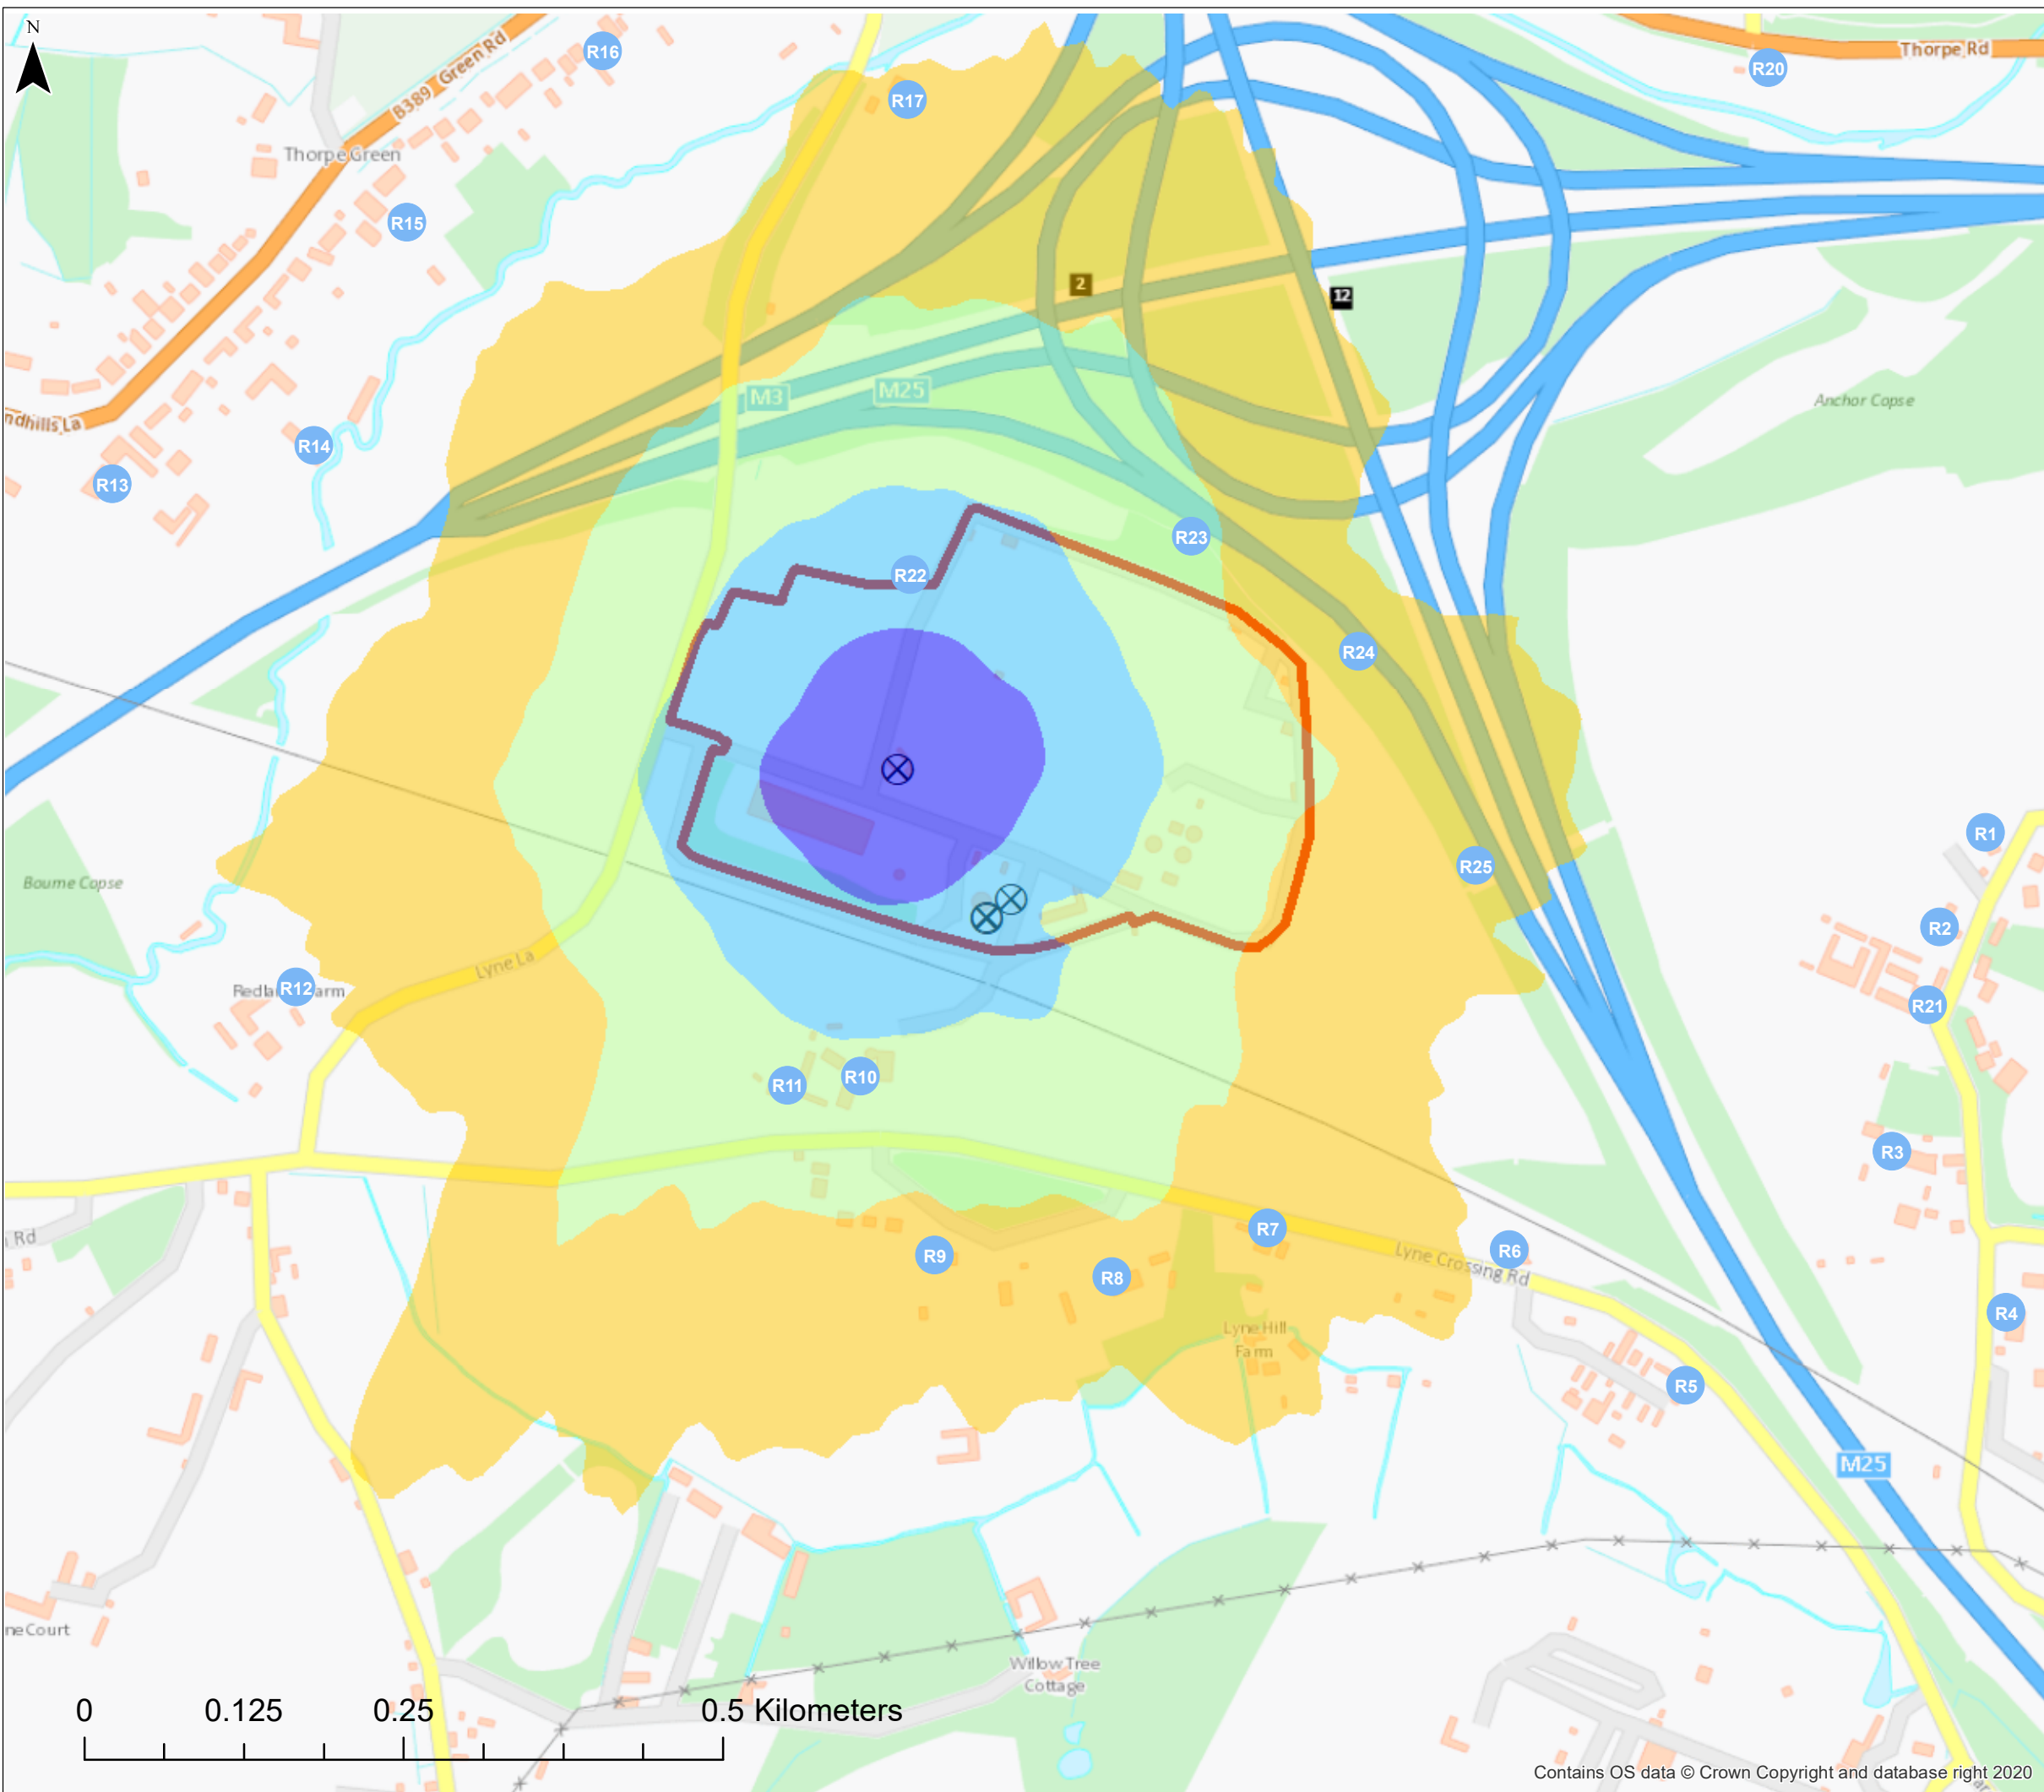 N
R16
B389 Green Rd
Thorpe Rd
R20
R17
Thorpe Green
R15
2
12
M3
M25
Anchor Copse
ndhills La
R14
R13
R23
R22
R24
R1
R25
Bourne Copse
R2
Lyne La
R12
R21
R11
R10
R3
Rd
R7
R6
R9
Lyne Crossing Rd
R8
R4
Lyne Hill
Farm
R5
M25
ne Court
Willow Tree
Cottage
0 0.125 0.25 0.5 Kilometers
Contains OS data © Crown Copyright and database right 2020